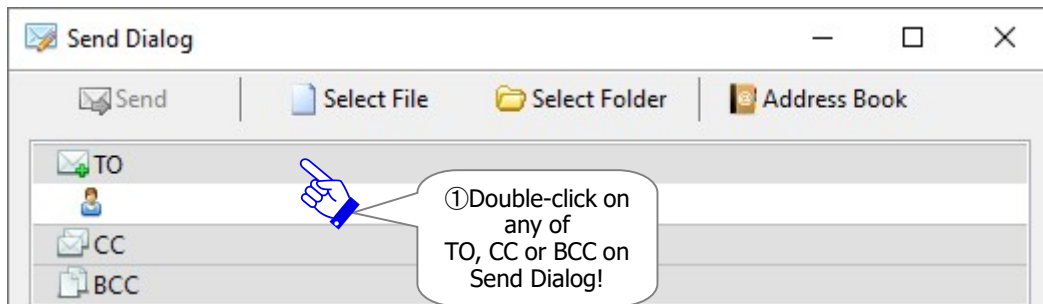 Send Dialog
Send Select File Select Folder Address Book
TO
①Double-click on
any of
TO, CC or BCC on
Send Dialog!
CC
BCC